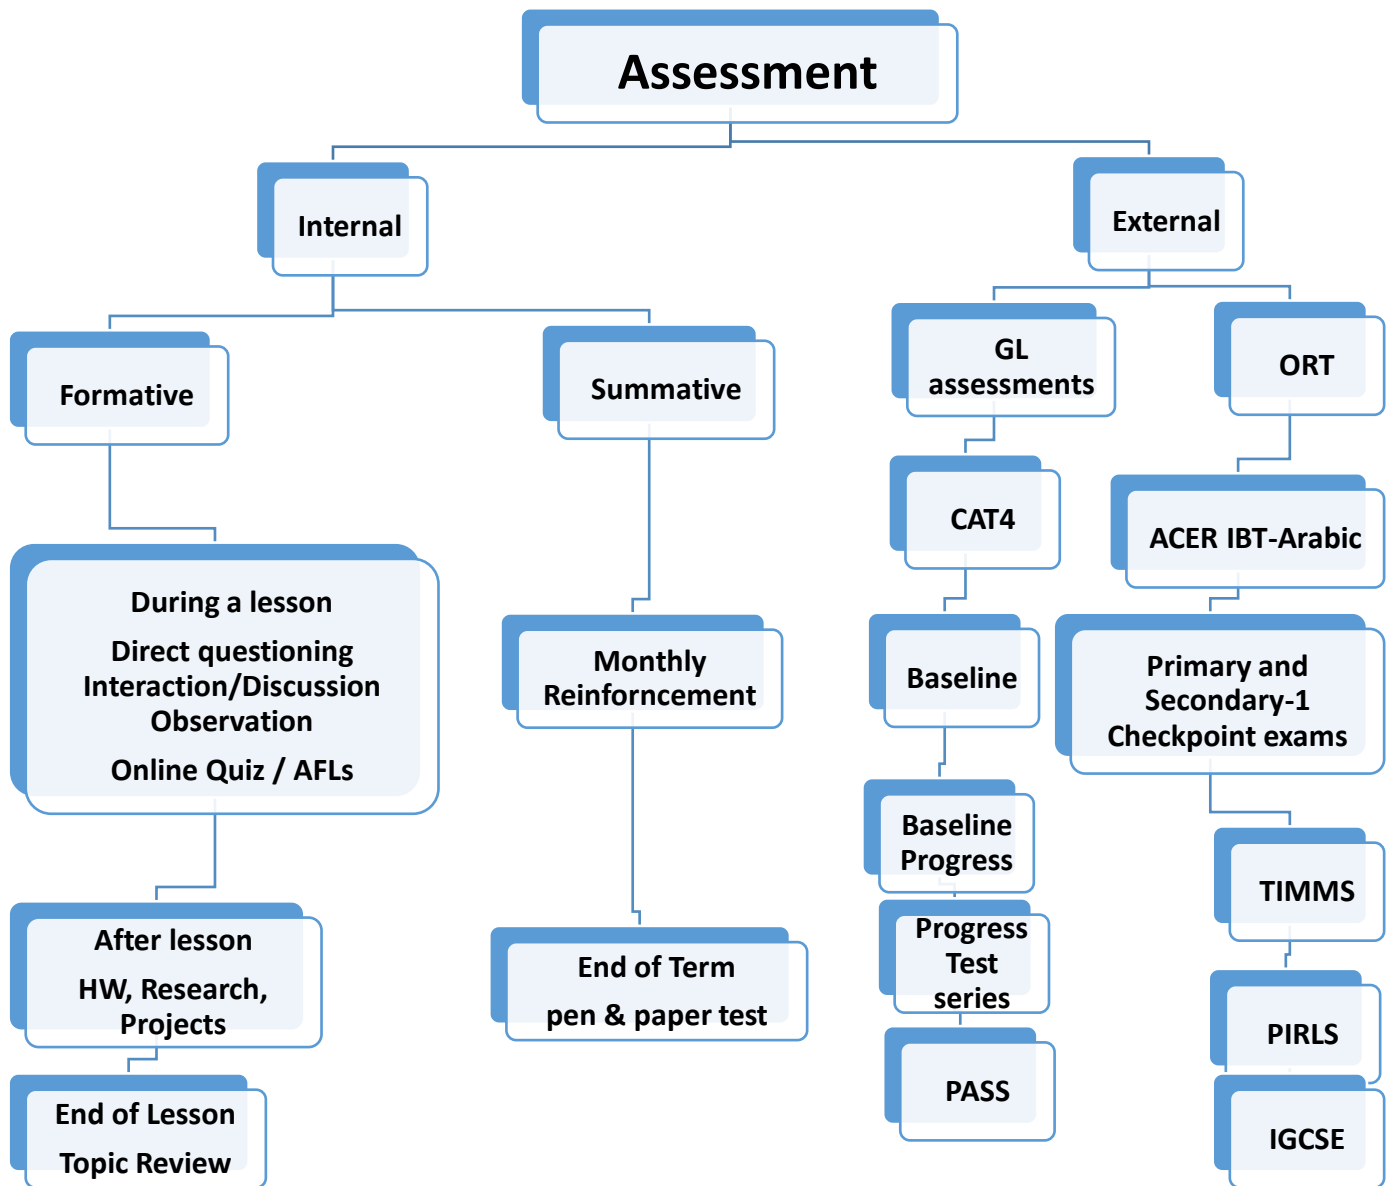 Assessment
Internal
External
Formative
Summative
GL
assessments
ORT
CAT4
ACER IBT-Arabic
During a lesson
Direct questioning
Interaction/Discussion
Observation
Online Quiz / AFLs
Monthly
Reinforncement
Baseline
Primary and
Secondary-1
Checkpoint exams
Baseline
Progress
TIMMS
After lesson
HW, Research,
Projects
End of Term
pen & paper test
Progress
Test
series
PIRLS
End of Lesson
Topic Review
PASS
IGCSE